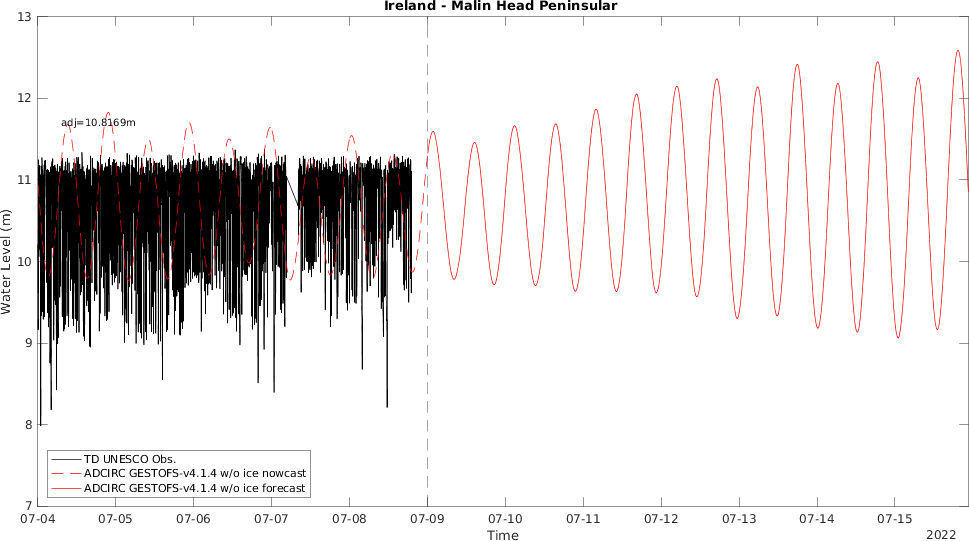 Ireland - Malin Head Peninsular
13
12
11
10
9
8
7
Water Level (m)
adj=10.8169m
TD UNESCO Obs.
ADCIRC GESTOFS-v4.1.4 w/o ice nowcast
ADCIRC GESTOFS-v4.1.4 w/o ice forecast
07-04 07-05 07-06 07-07 07-08 07-09 07-10 07-11 07-12 07-13 07-14 07-15
Time
2022